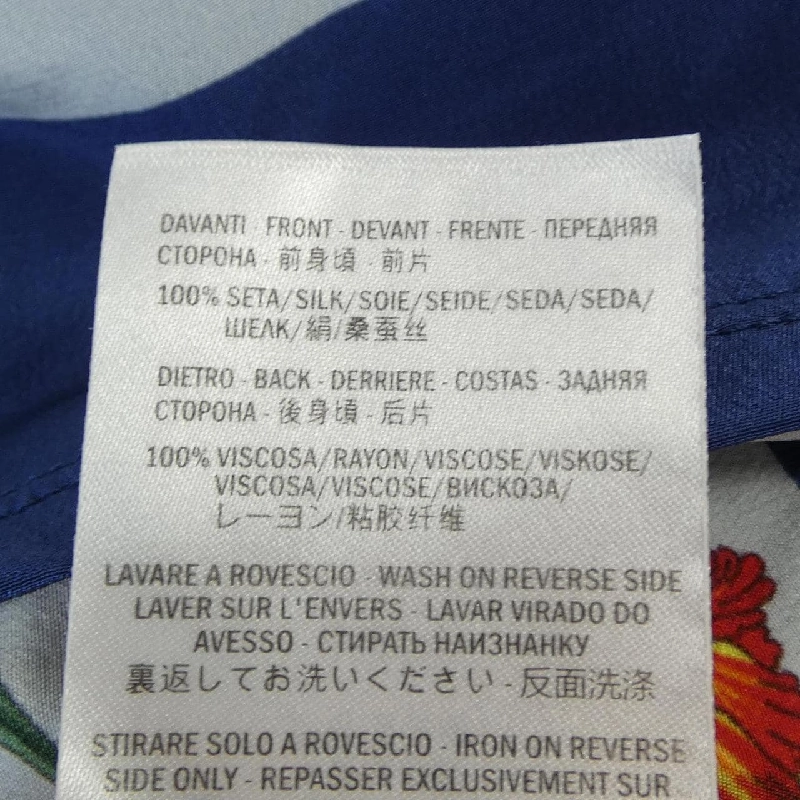 DAVANTI - FRONT - DEVANT - FRENTE - ПЕРЕДНЯЯ
СТОРОНА - 前身頃 - 前片
100% SETA/SILK/SOIE/SEIDE/SEDA/SEDA/
ШЕЛК/絹/桑蚕丝
DIETRO - BACK - DERRIERE - COSTAS - ЗАДНЯЯ
СТОРОНА - 後身頃 - 后片
100% VISCOSA/RAYON/VISCOSE/VISKOSE/
VISCOSA/VISCOSE/ВИСКОЗА/
レーヨン/粘胶纤维
LAVARE A ROVESCIO - WASH ON REVERSE SIDE
LAVER SUR L'ENVERS - LAVAR VIRADO DO
AVESSO - СТИРАТЬ НАИЗНАНКУ
裏返してお洗いください - 反面洗涤
STIRARE SOLO A ROVESCIO - IRON ON REVERSE
SIDE ONLY - REPASSER EXCLUSIVEMENT SUR